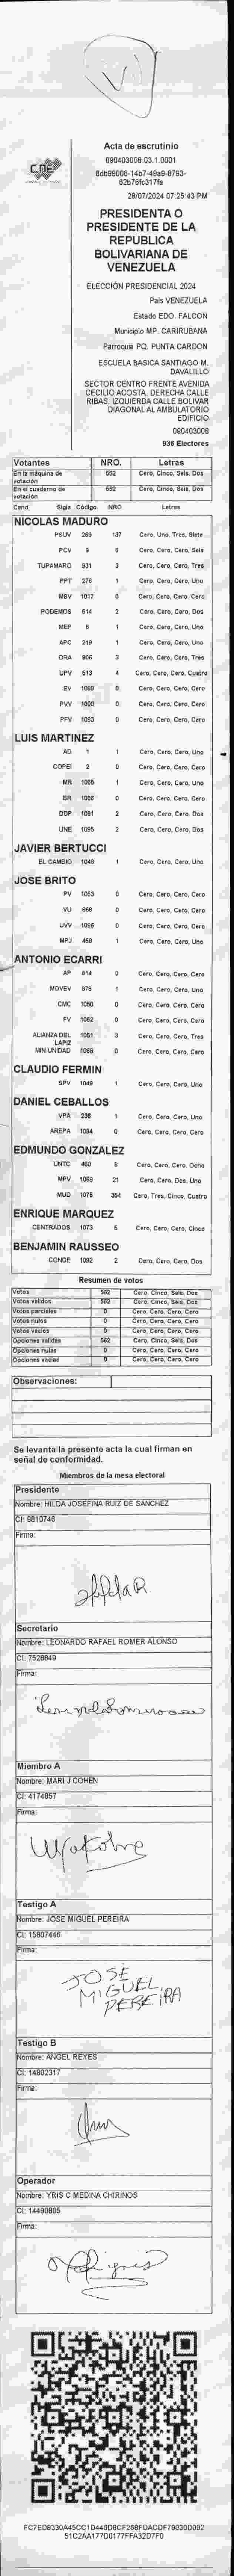 CNE
Acta de escrutinio
090403008.03.1.0001
8db99006-14b7-49a9-8793-
62b76fc317fa
28/07/2024 07:25:43 PM
PRESIDENTA O
PRESIDENTE DE LA
REPUBLICA
BOLIVARIANA DE
VENEZUELA
ELECCIÓN PRESIDENCIAL 2024
País VENEZUELA
Estado EDO. FALCON
Municipio MP. CARIRUBANA
Parroquia PQ. PUNTA CARDON
ESCUELA BASICA SANTIAGO M.
DAVALILLO
SECTOR CENTRO FRENTE AVENIDA
CECILIO ACOSTA. DERECHA CALLE
RIBAS. IZQUIERDA CALLE BOLIVAR
DIAGONAL AL AMBULATORIO
EDIFICIO
090403008
936 Electores
Votantes NRO. Letras
En la máquina de votación 562 Cero, Cinco, Seis, Dos
En el cuaderno de votación 562 Cero, Cinco, Seis, Dos
Cand. Sigla Código NRO Letras
NICOLAS MADURO
PSUV 269 137 Cero, Uno, Tres, Siete
PCV 9 6 Cero, Cero, Cero, Seis
TUPAMARO 931 3 Cero, Cero, Cero, Tres
PPT 276 1 Cero, Cero, Cero, Uno
MSV 1017 0 Cero, Cero, Cero, Cero
PODEMOS 614 2 Cero, Cero, Cero, Dos
MEP 6 1 Cero, Cero, Cero, Uno
APC 219 1 Cero, Cero, Cero, Uno
ORA 906 3 Cero, Cero, Cero, Tres
UPV 613 4 Cero, Cero, Cero, Cuatro
EV 1089 0 Cero, Cero, Cero, Cero
PVV 1090 0 Cero, Cero, Cero, Cero
PFV 1093 0 Cero, Cero, Cero, Cero
LUIS MARTINEZ
AD 1 1 Cero, Cero, Cero, Uno
COPEI 2 0 Cero, Cero, Cero, Cero
MR 1065 1 Cero, Cero, Cero, Uno
BR 1066 0 Cero, Cero, Cero, Cero
DDP 1091 2 Cero, Cero, Cero, Dos
UNE 1096 2 Cero, Cero, Cero, Dos
JAVIER BERTUCCI
EL CAMBIO 1048 1 Cero, Cero, Cero, Uno
JOSE BRITO
PV 1053 0 Cero, Cero, Cero, Cero
VU 968 0 Cero, Cero, Cero, Cero
UVV 1095 0 Cero, Cero, Cero, Cero
MPJ 458 1 Cero, Cero, Cero, Uno
ANTONIO ECARRI
AP 814 0 Cero, Cero, Cero, Cero
MOVEV 878 1 Cero, Cero, Cero, Uno
CMC 1050 0 Cero, Cero, Cero, Cero
FV 1062 0 Cero, Cero, Cero, Cero
ALIANZA DEL LAPIZ 1051 3 Cero, Cero, Cero, Tres
MIN UNIDAD 1068 0 Cero, Cero, Cero, Cero
CLAUDIO FERMIN
SPV 1049 1 Cero, Cero, Cero, Uno
DANIEL CEBALLOS
VPA 236 1 Cero, Cero, Cero, Uno
AREPA 1094 0 Cero, Cero, Cero, Cero
EDMUNDO GONZALEZ
UNTC 460 8 Cero, Cero, Cero, Ocho
MPV 1069 21 Cero, Cero, Dos, Uno
MUD 1075 354 Cero, Tres, Cinco, Cuatro
ENRIQUE MARQUEZ
CENTRADOS 1073 5 Cero, Cero, Cero, Cinco
BENJAMIN RAUSSEO
CONDE 1092 2 Cero, Cero, Cero, Dos
Resumen de votos
Votos 562 Cero, Cinco, Seis, Dos
Votos válidos 562 Cero, Cinco, Seis, Dos
Votos parciales 0 Cero, Cero, Cero, Cero
Votos nulos 0 Cero, Cero, Cero, Cero
Votos vacios 0 Cero, Cero, Cero, Cero
Opciones validas 562 Cero, Cinco, Seis, Dos
Opciones nulas 0 Cero, Cero, Cero, Cero
Opciones vacias 0 Cero, Cero, Cero, Cero
Observaciones:
Se levanta la presente acta la cual firman en
señal de conformidad.
Miembros de la mesa electoral
Presidente
Nombre: HILDA JOSEFINA RUIZ DE SANCHEZ
CI: 9810746
Firma:
Secretario
Nombre: LEONARDO RAFAEL ROMER ALONSO
CI: 7528849
Firma:
Miembro A
Nombre: MARI J COHEN
CI: 4174857
Firma:
Testigo A
Nombre: JOSE MIGUEL PEREIRA
CI: 15807446
Firma:
JOSE
MIGUEL
PEREIRA
Testigo B
Nombre: ANGEL REYES
CI: 14802317
Firma:
Operador
Nombre: YRIS C MEDINA CHIRINOS
CI: 14490805
Firma:
FC7ED8330A45CC1D448D8CF268FDACDF79030D092
51C2AA177D0177FFA32D7F0